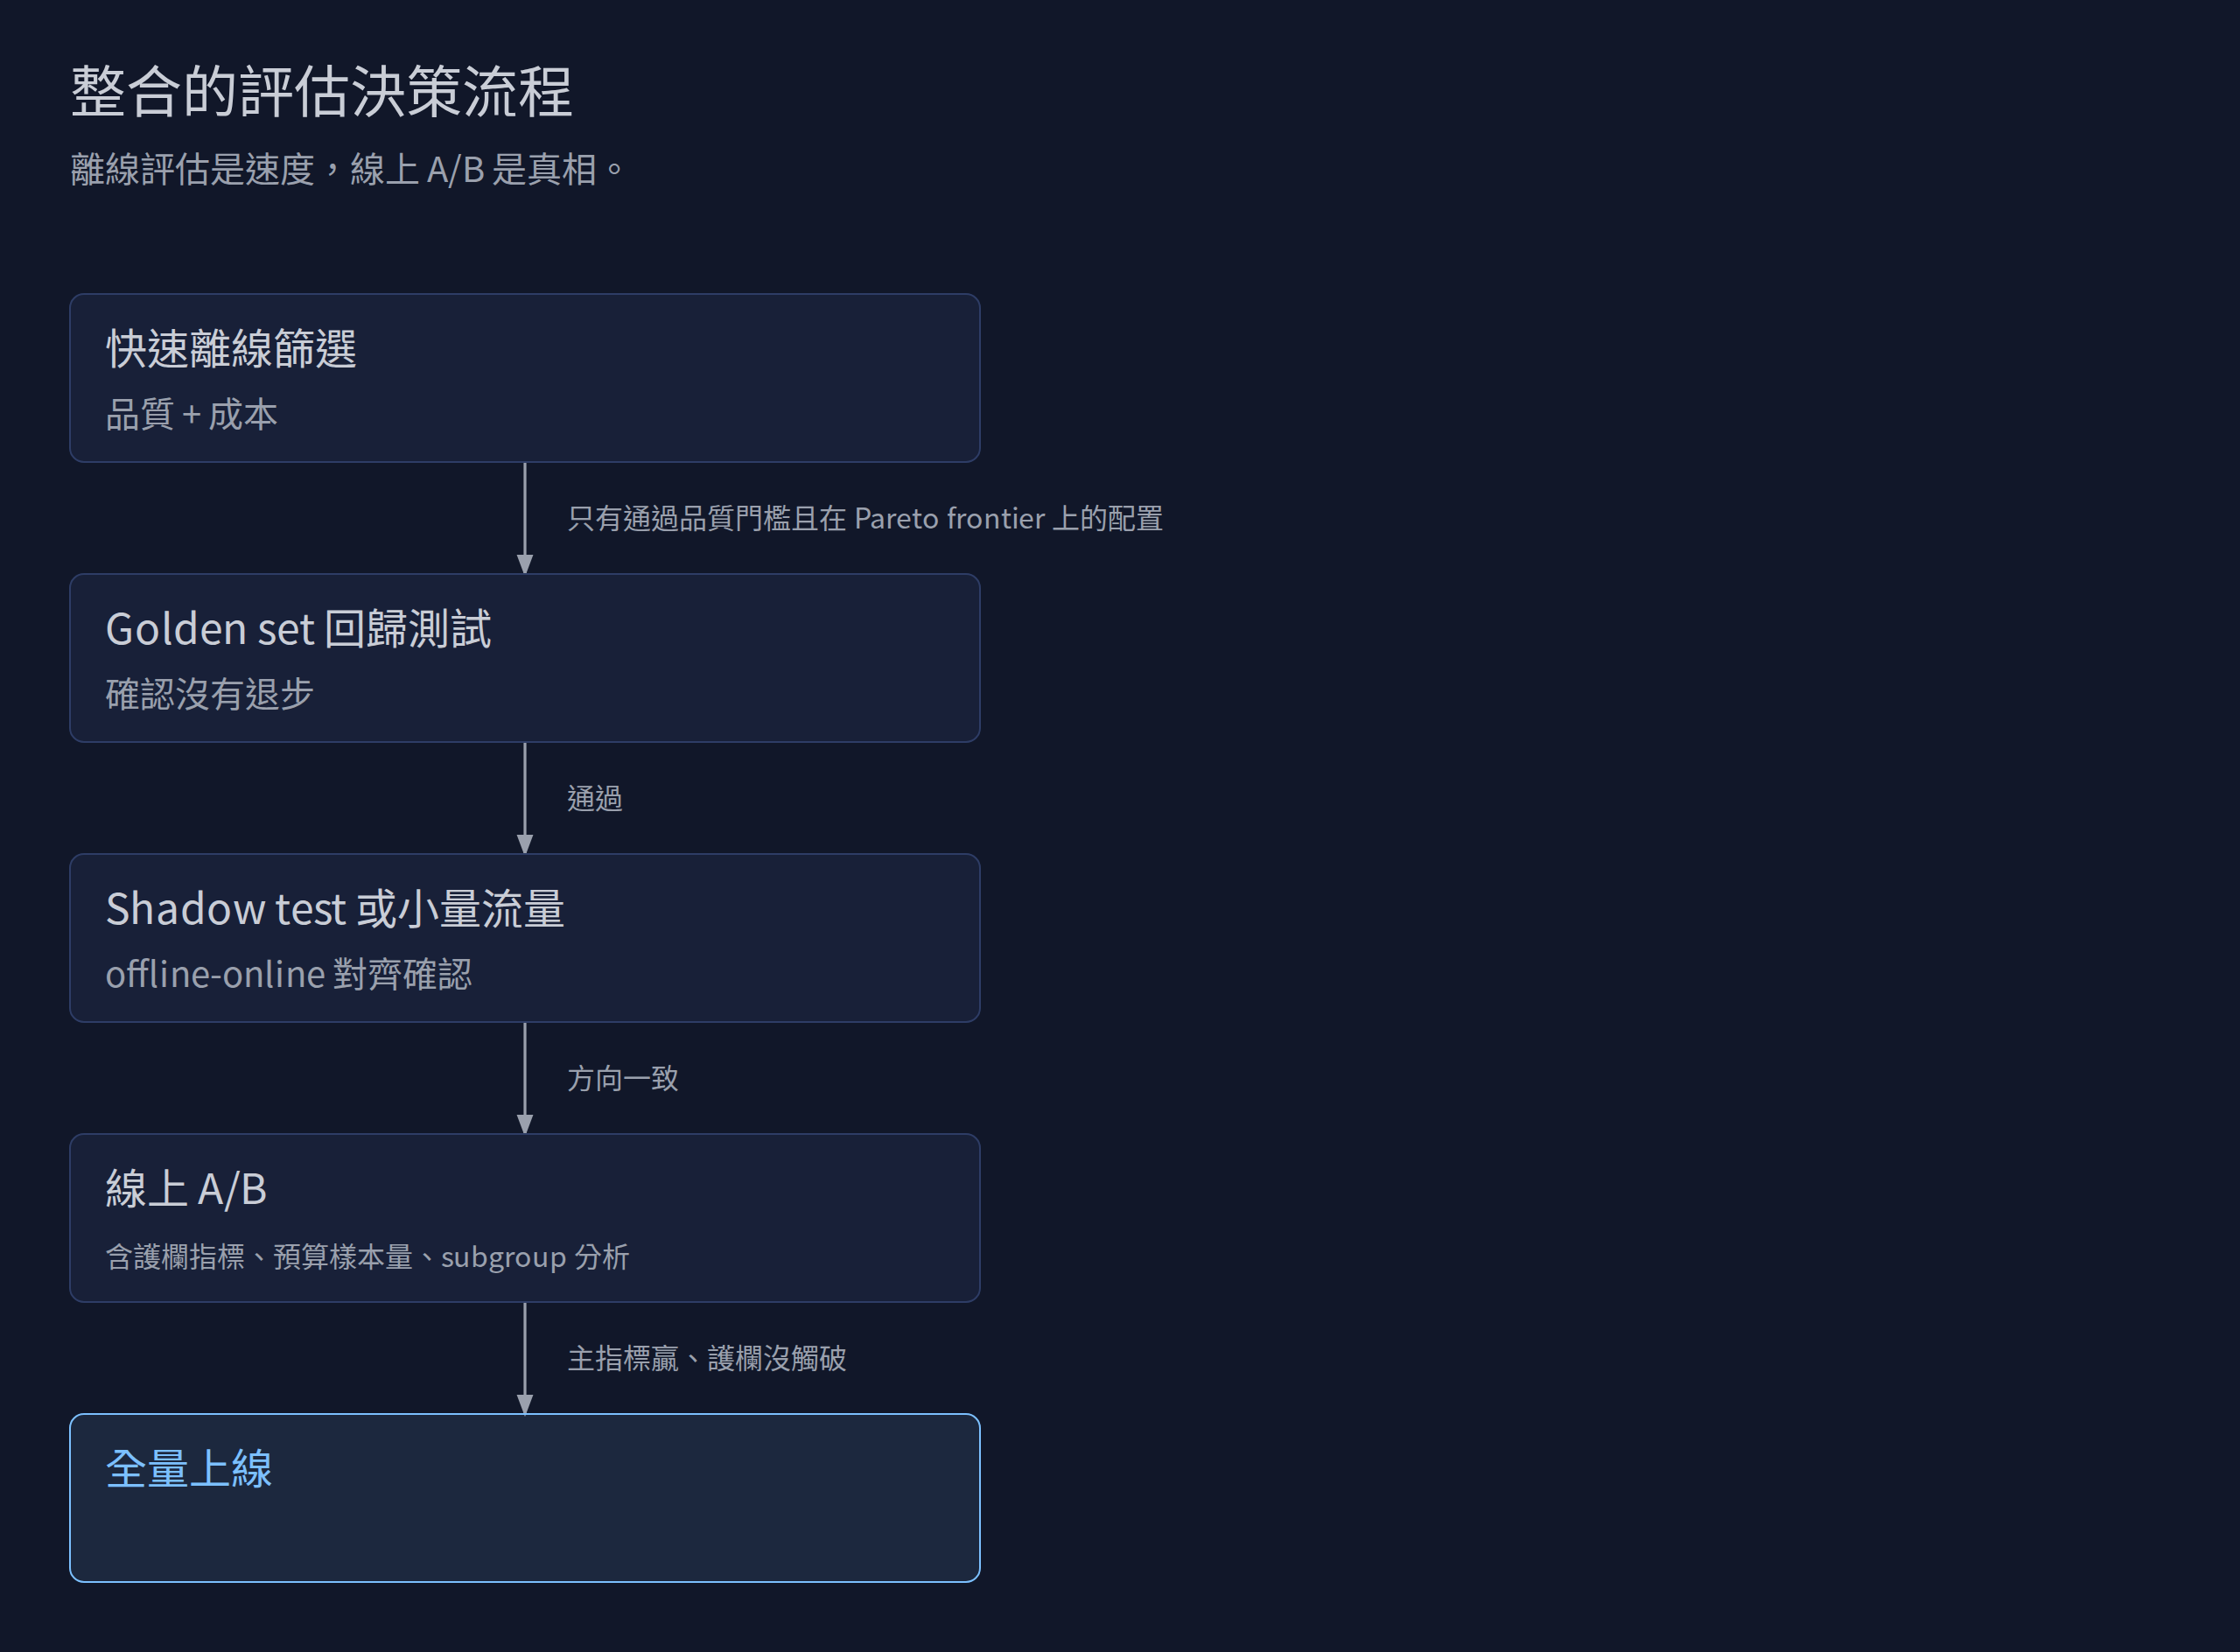 整合的評估決策流程
離線評估是速度，線上 A/B 是真相。
快速離線篩選
品質 + 成本
只有通過品質門檻且在 Pareto frontier 上的配置
Golden set 回歸測試
確認沒有退步
通過
Shadow test 或小量流量
offline-online 對齊確認
方向一致
線上 A/B
含護欄指標、預算樣本量、subgroup 分析
主指標贏、護欄沒觸破
全量上線